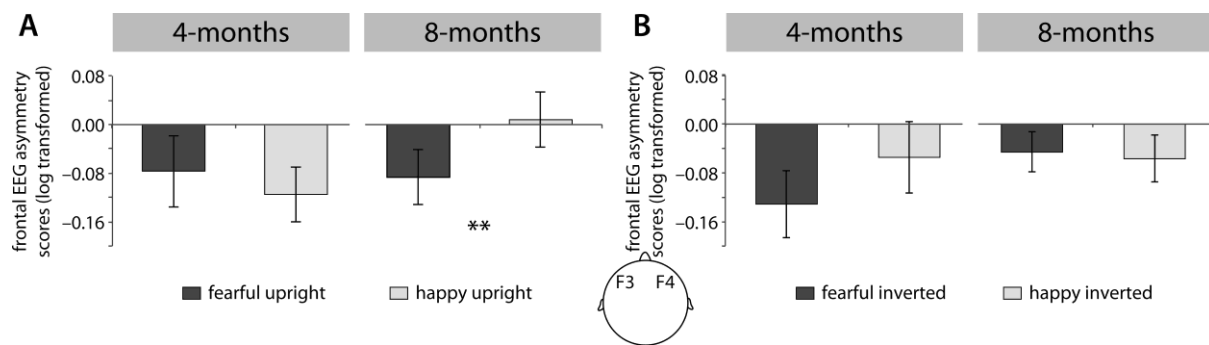 A
4-months
8-months
frontal EEG asymmetry
scores (log transformed)
0.08
0.00
−0.08
−0.16
**
fearful upright
happy upright
B
4-months
8-months
frontal EEG asymmetry
scores (log transformed)
0.08
0.00
−0.08
−0.16
fearful inverted
happy inverted
F3 F4